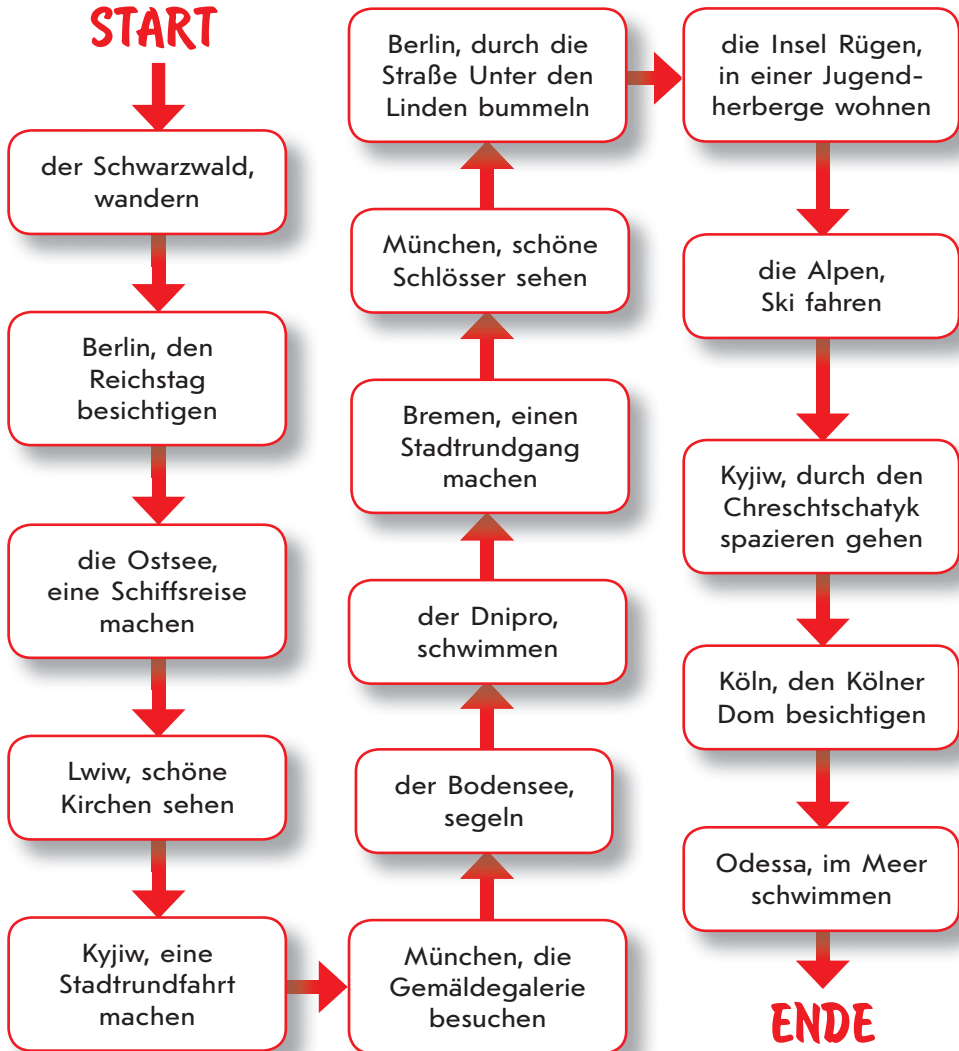 START
der Schwarzwald,
wandern
Berlin, den
Reichstag
besichtigen
die Ostsee,
eine Schiffsreise
machen
Lwiw, schöne
Kirchen sehen
Kyjiw, eine
Stadtrundfahrt
machen
München, die
Gemäldegalerie
besuchen
der Bodensee,
segeln
der Dnipro,
schwimmen
Bremen, einen
Stadtrundgang
machen
München, schöne
Schlösser sehen
Berlin, durch die
Straße Unter den
Linden bummeln
die Insel Rügen,
in einer Jugend-
herberge wohnen
die Alpen,
Ski fahren
Kyjiw, durch den
Chreschtschatyk
spazieren gehen
Köln, den Kölner
Dom besichtigen
Odessa, im Meer
schwimmen
ENDE